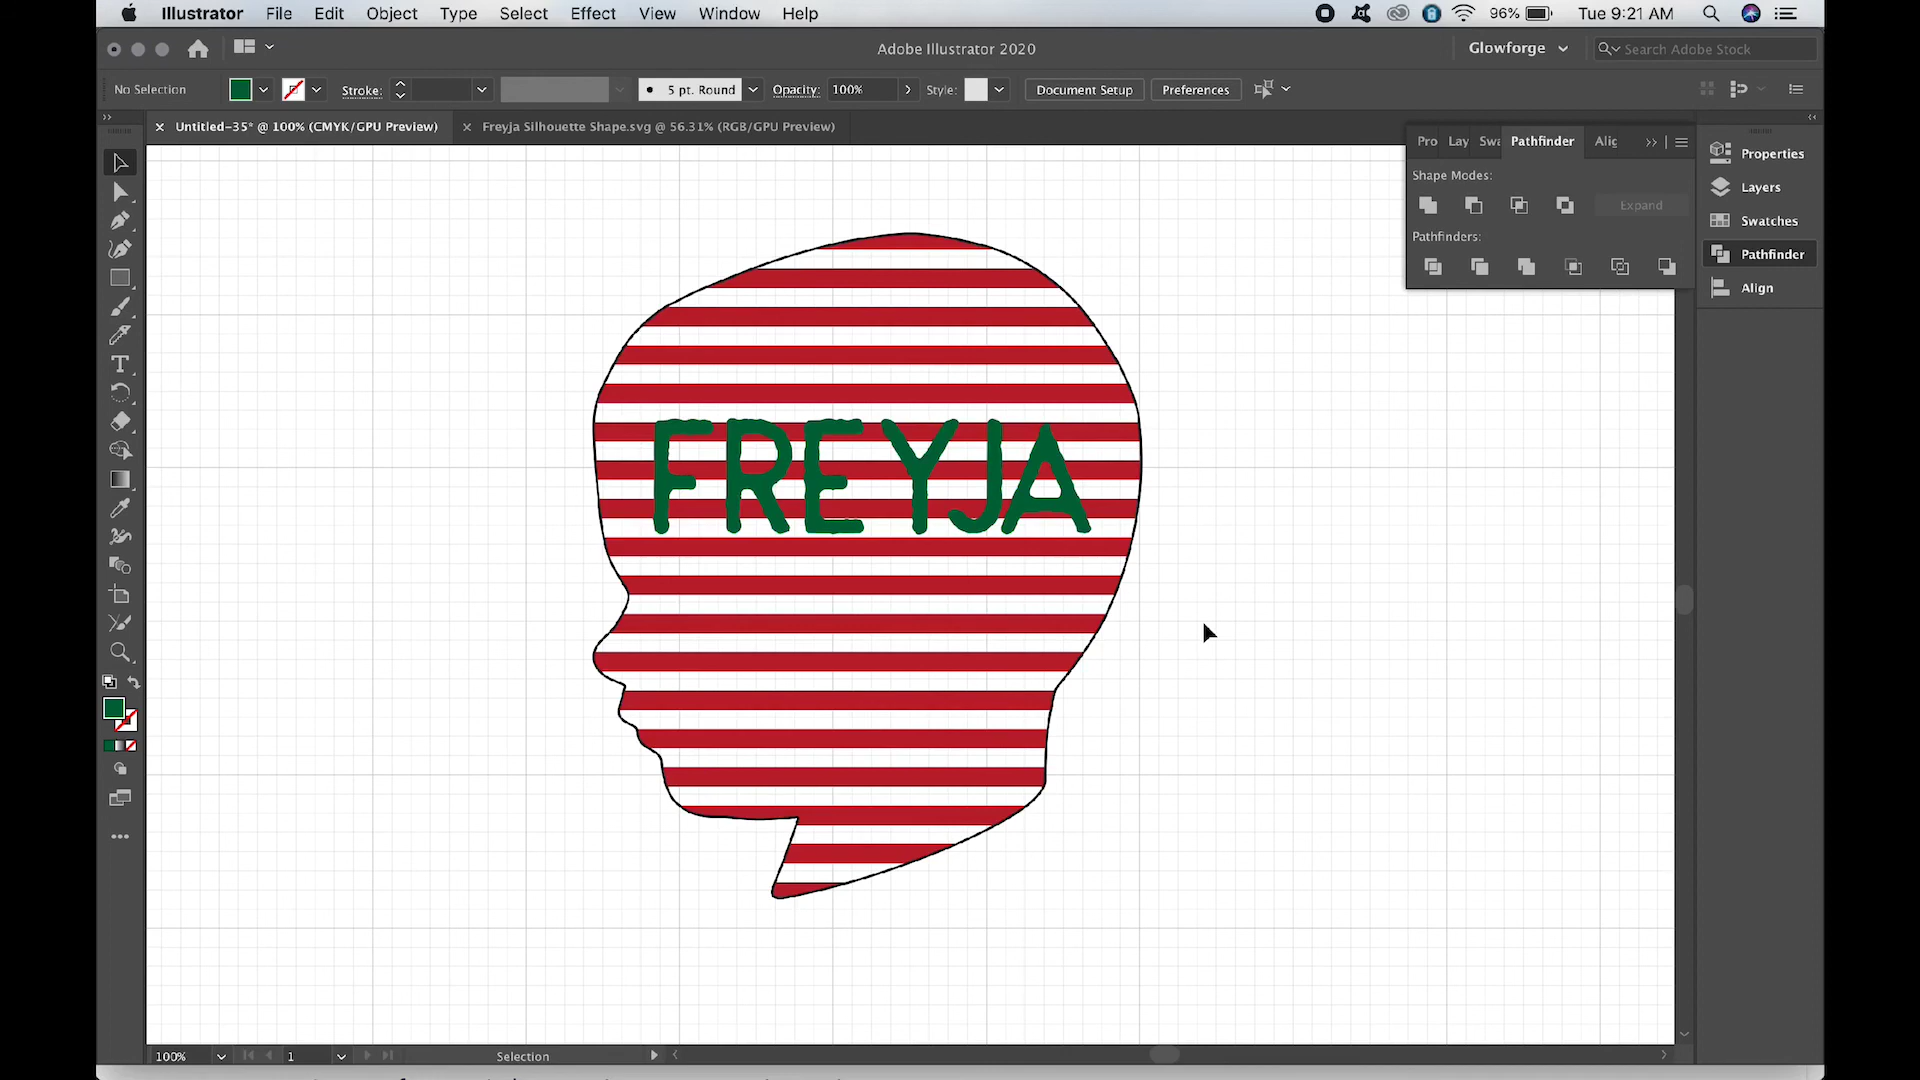 Illustrator File Edit Object Type Select Effect View Window Help 96% Tue 9:21 AM
Adobe Illustrator 2020 Glowforge Search Adobe Stock
No Selection Stroke: 5 pt. Round Opacity: 100% Style: Document Setup Preferences
Untitled-35* @ 100% (CMYK/GPU Preview) Freyja Silhouette Shape.svg @ 56.31% (RGB/GPU Preview)
Pro Lay Swa Pathfinder Alig
Shape Modes:
Expand
Pathfinders:
Properties
Layers
Swatches
Pathfinder
Align
FREYJA
100% 1 Selection